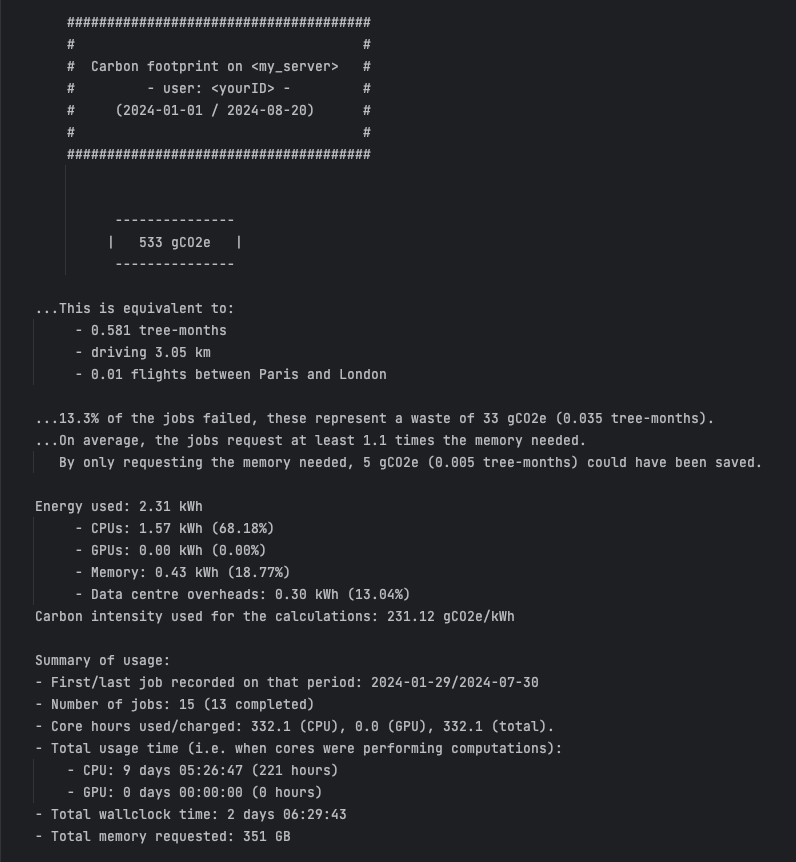 ######################################
#                                    #
#  Carbon footprint on <my_server>   #
#         - user: <yourID> -         #
#     (2024-01-01 / 2024-08-20)      #
#                                    #
######################################
---------------
|   533 gCO2e   |
---------------
...This is equivalent to:
- 0.581 tree-months
- driving 3.05 km
- 0.01 flights between Paris and London
...13.3% of the jobs failed, these represent a waste of 33 gCO2e (0.035 tree-months).
...On average, the jobs request at least 1.1 times the memory needed.
By only requesting the memory needed, 5 gCO2e (0.005 tree-months) could have been saved.
Energy used: 2.31 kWh
- CPUs: 1.57 kWh (68.18%)
- GPUs: 0.00 kWh (0.00%)
- Memory: 0.43 kWh (18.77%)
- Data centre overheads: 0.30 kWh (13.04%)
Carbon intensity used for the calculations: 231.12 gCO2e/kWh
Summary of usage:
- First/last job recorded on that period: 2024-01-29/2024-07-30
- Number of jobs: 15 (13 completed)
- Core hours used/charged: 332.1 (CPU), 0.0 (GPU), 332.1 (total).
- Total usage time (i.e. when cores were performing computations):
- CPU: 9 days 05:26:47 (221 hours)
- GPU: 0 days 00:00:00 (0 hours)
- Total wallclock time: 2 days 06:29:43
- Total memory requested: 351 GB